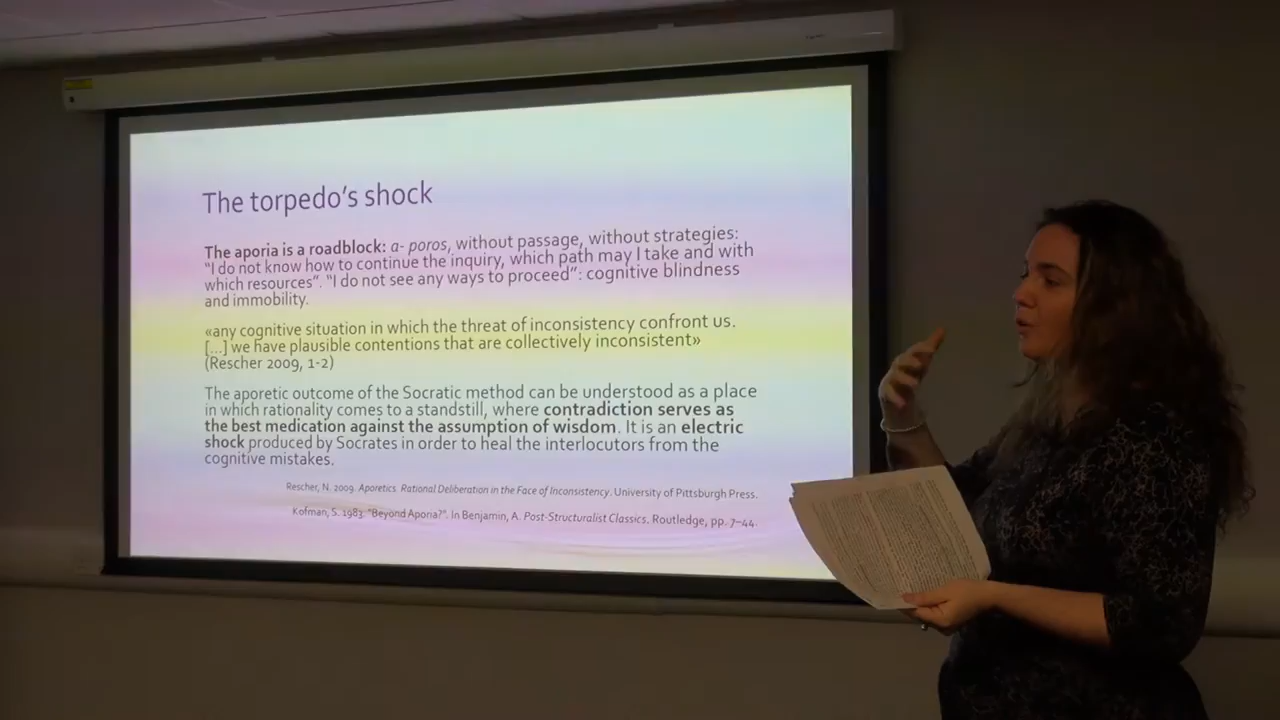 The torpedo's shock
The aporia is a roadblock: a- poros, without passage, without strategies:
"I do not know how to continue the inquiry, which path may I take and with
which resources". "I do not see any ways to proceed": cognitive blindness
and immobility.
«any cognitive situation in which the threat of inconsistency confront us.
[...] we have plausible contentions that are collectively inconsistent»
(Rescher 2009, 1-2)
The aporetic outcome of the Socratic method can be understood as a place
in which rationality comes to a standstill, where contradiction serves as
the best medication against the assumption of wisdom. It is an electric
shock produced by Socrates in order to heal the interlocutors from the
cognitive mistakes.
Rescher, N. 2009. Aporetics. Rational Deliberation in the Face of Inconsistency. University of Pittsburgh Press.
Kofman, S. 1983. "Beyond Aporia?". In Benjamin, A. Post-Structuralist Classics. Routledge, pp. 7–44.